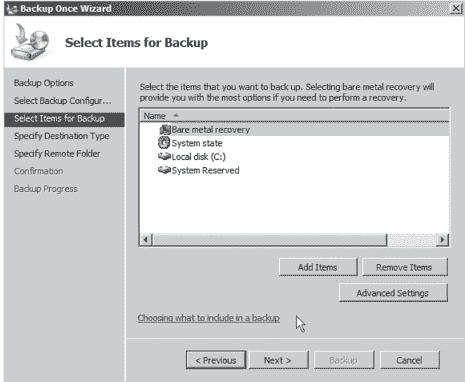 Backup Once Wizard
Select Items for Backup
Backup Options
Select Backup Configur...
Select Items for Backup
Specify Destination Type
Specify Remote Folder
Confirmation
Backup Progress
Select the items that you want to back up. Selecting bare metal recovery will
provide you with the most options if you need to perform a recovery.
Name
Bare metal recovery
System state
Local disk (C:)
System Reserved
Add Items
Remove Items
Advanced Settings
Choosing what to include in a backup
< Previous
Next >
Backup
Cancel